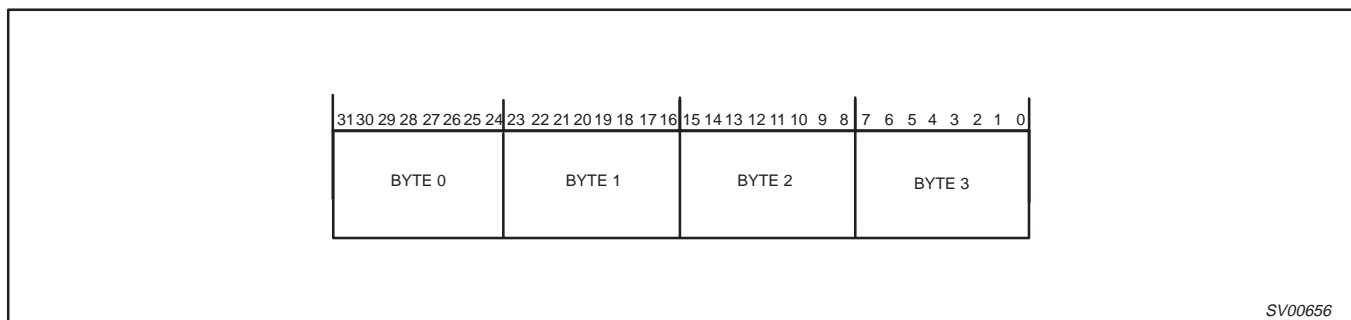 31 30 29 28 27 26 25 24 23 22 21 20 19 18 17 16 15 14 13 12 11 10 9 8 7 6 5 4 3 2 1 0
BYTE 0 BYTE 1 BYTE 2 BYTE 3
SV00656